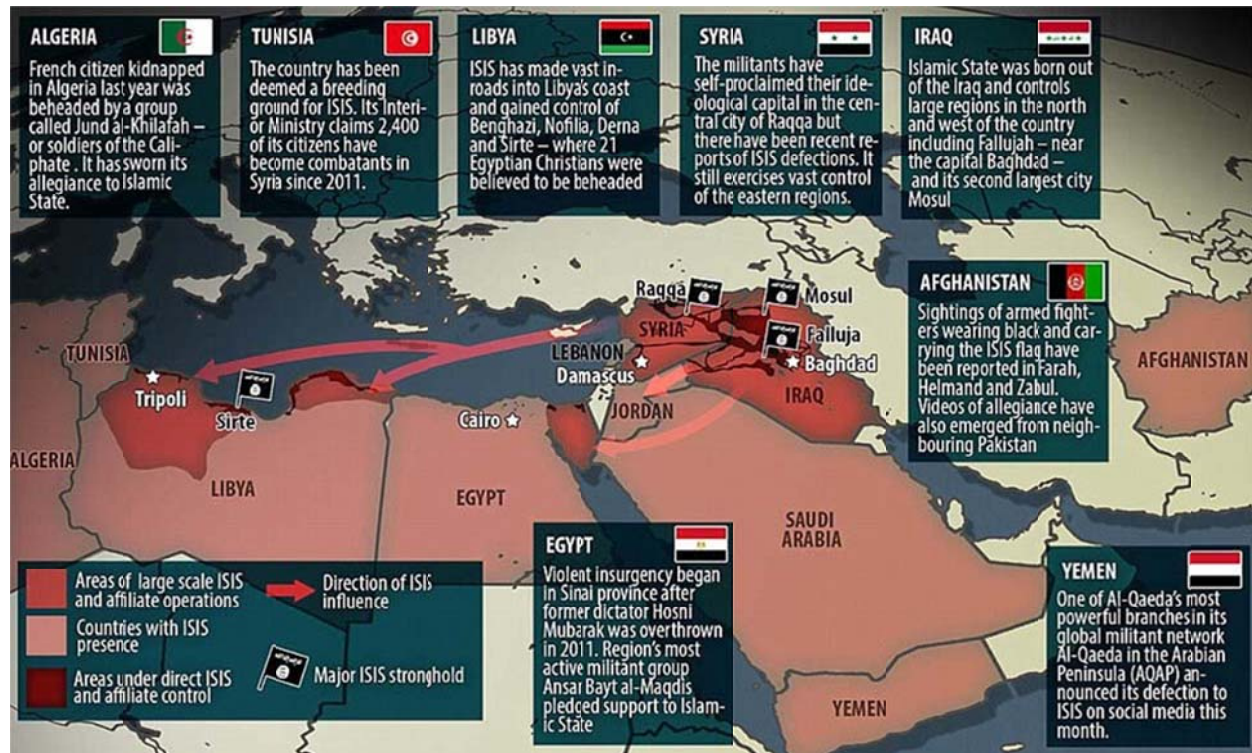 ALGERIA
French citizen kidnapped
in Algeria last year was
beheaded by a group
called Jund al-Khilafah –
or soldiers of the Cali-
phate . It has sworn its
allegiance to Islamic
State.
TUNISIA
The country has been
deemed a breeding
ground for ISIS. Its Interi-
or Ministry claims 2,400
of its citizens have
become combatants in
Syria since 2011.
LIBYA
ISIS has made vast in-
roads into Libya's coast
and gained control of
Benghazi, Nofilia, Derna
and Sirte – where 21
Egyptian Christians were
believed to be beheaded
SYRIA
The militants have
self-proclaimed their ide-
ological capital in the cen-
tral city of Raqqa but
there have been recent re-
ports of ISIS defections. It
still exercises vast control
of the eastern regions.
IRAQ
Islamic State was born out
of the Iraq and controls
large regions in the north
and west of the country
including Fallujah – near
the capital Baghdad –
and its second largest city
Mosul
AFGHANISTAN
Sightings of armed fight-
ers wearing black and car-
rying the ISIS flag have
been reported in Farah,
Helmand and Zabul.
Videos of allegiance have
also emerged from neigh-
bouring Pakistan
Raqqa
Mosul
SYRIA
Falluja
LEBANON
Damascus
Baghdad
TUNISIA
Tripoli
Sirte
Cairo
JORDAN
IRAQ
AFGHANISTAN
ALGERIA
LIBYA
EGYPT
SAUDI
ARABIA
YEMEN
Areas of large scale ISIS
and affiliate operations
Direction of ISIS
influence
Countries with ISIS
presence
Areas under direct ISIS
and affiliate control
Major ISIS stronghold
EGYPT
Violent insurgency began
in Sinai province after
former dictator Hosni
Mubarak was overthrown
in 2011. Region's most
active militant group
Ansar Bayt al-Maqdis
pledged support to Islam-
ic State
YEMEN
One of Al-Qaeda's most
powerful branches in its
global militant network
Al-Qaeda in the Arabian
Peninsula (AQAP) an-
nounced its defection to
ISIS on social media this
month.